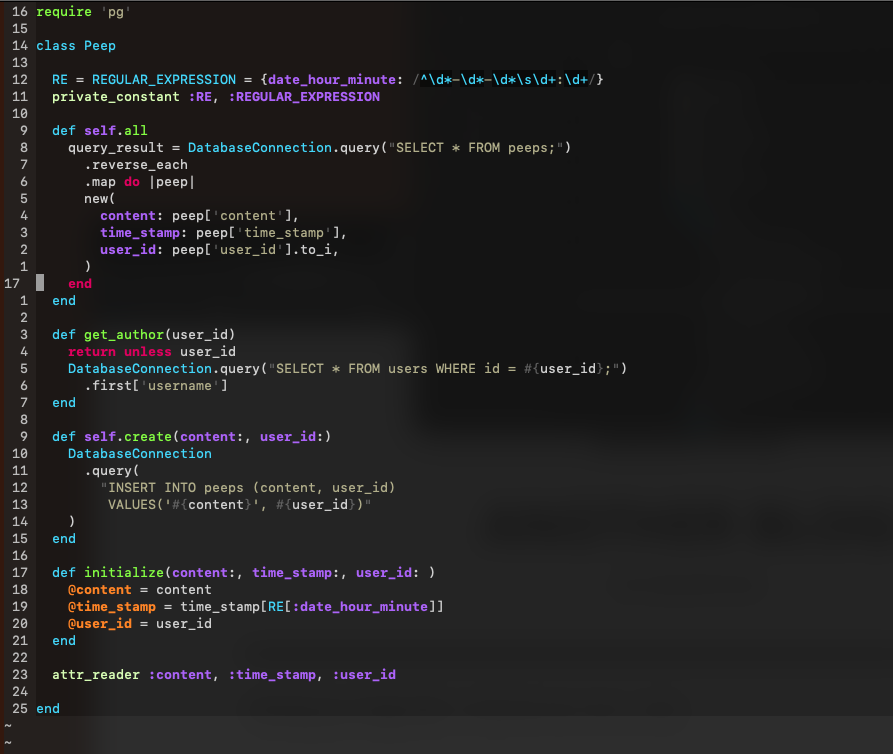 16 require 'pg'
15
14 class Peep
13
12   RE = REGULAR_EXPRESSION = {date_hour_minute: /^\d*-\d*-\d*\s\d+:\d+/}
11   private_constant :RE, :REGULAR_EXPRESSION
10
9   def self.all
8     query_result = DatabaseConnection.query("SELECT * FROM peeps;")
7       .reverse_each
6       .map do |peep|
5       new(
4         content: peep['content'],
3         time_stamp: peep['time_stamp'],
2         user_id: peep['user_id'].to_i,
1       )
17     end
1   end
2
3   def get_author(user_id)
4     return unless user_id
5     DatabaseConnection.query("SELECT * FROM users WHERE id = #{user_id};")
6       .first['username']
7   end
8
9   def self.create(content:, user_id:)
10     DatabaseConnection
11       .query(
12         "INSERT INTO peeps (content, user_id)
13          VALUES('#{content}', #{user_id})"
14     )
15   end
16
17   def initialize(content:, time_stamp:, user_id: )
18     @content = content
19     @time_stamp = time_stamp[RE[:date_hour_minute]]
20     @user_id = user_id
21   end
22
23   attr_reader :content, :time_stamp, :user_id
24
25 end
~
~